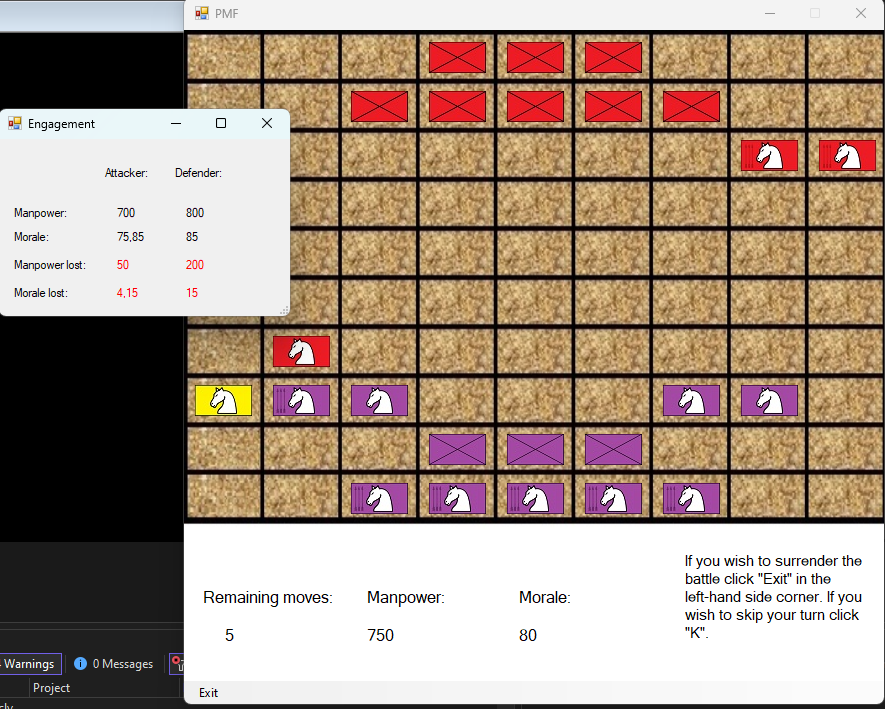 PMF
Engagement
Attacker: Defender:
Manpower: 700 800
Morale: 75,85 85
Manpower lost: 50 200
Morale lost: 4,15 15
Remaining moves: Manpower: Morale:
5 750 80
If you wish to surrender the
battle click "Exit" in the
left-hand side corner. If you
wish to skip your turn click
"K".
Exit
Warnings 0 Messages
Project